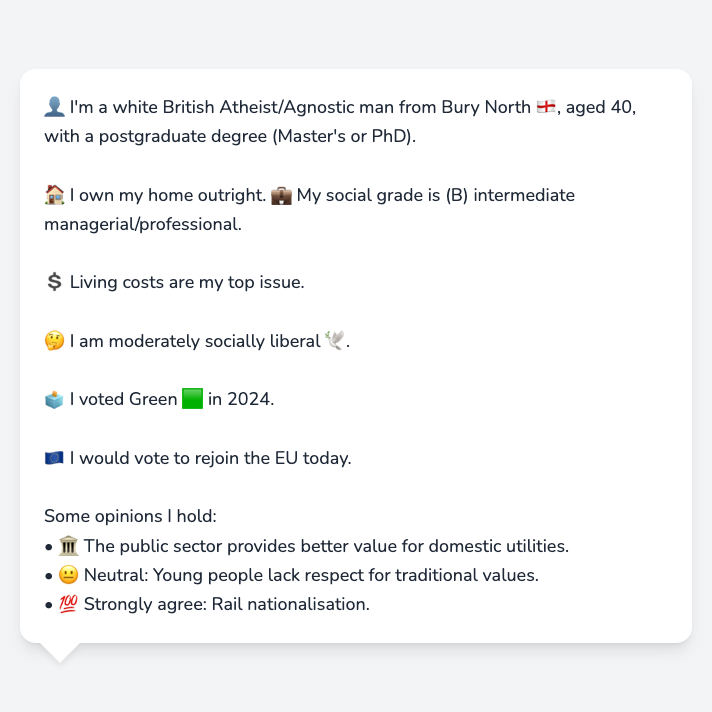 👤 I'm a white British Atheist/Agnostic man from Bury North 🏴󠁧󠁢󠁥󠁮󠁧󠁿, aged 40,
with a postgraduate degree (Master's or PhD).
🏠 I own my home outright. 💼 My social grade is (B) intermediate
managerial/professional.
💲 Living costs are my top issue.
🤔 I am moderately socially liberal 🕊️.
🗳️ I voted Green 🟩 in 2024.
🇪🇺 I would vote to rejoin the EU today.
Some opinions I hold:
• 🏛️ The public sector provides better value for domestic utilities.
• 😐 Neutral: Young people lack respect for traditional values.
• 💯 Strongly agree: Rail nationalisation.